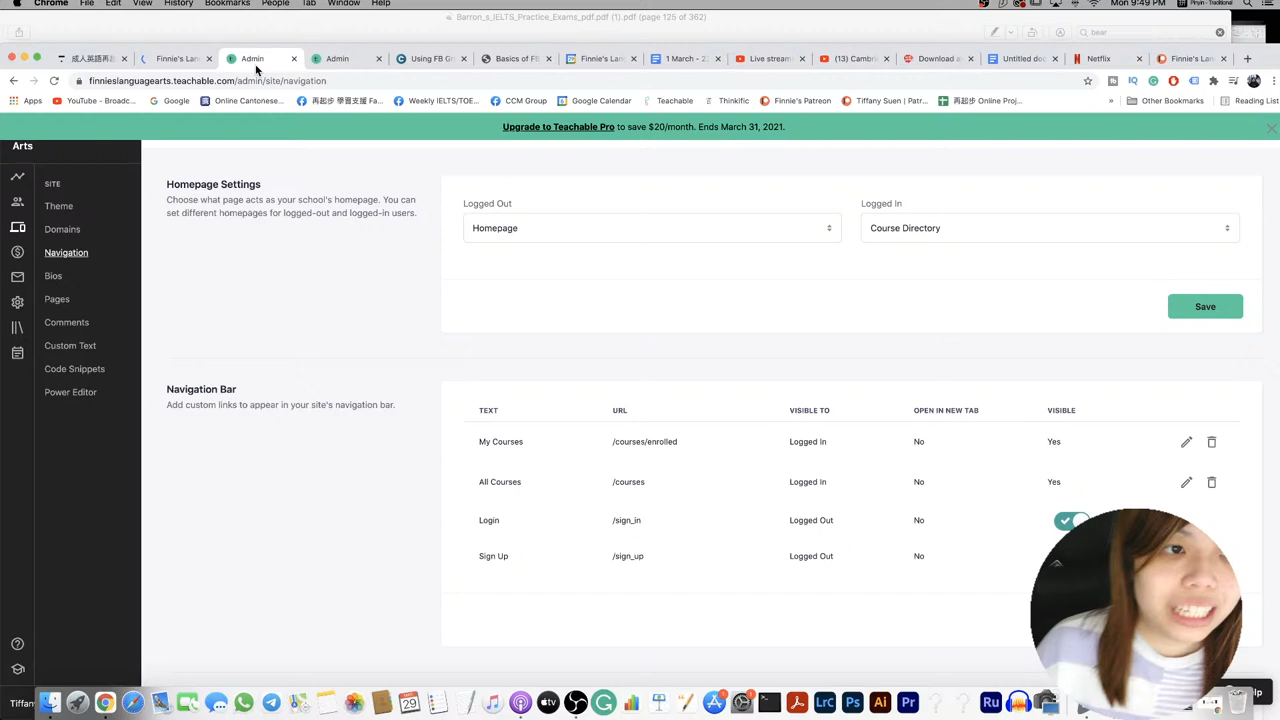 Chrome File Edit View History Bookmarks People Tab Window Help Mon 9:49 PM Pinyin - Traditional
Barron_s_IELTS_Practice_Exams_pdf.pdf (1).pdf (page 125 of 362)
bear
成人英語再 Finnie's Lan Admin Admin Using FB Gr Basics of FB Finnie's Lang 1 March - 2 Live stream (13) Cambri Download a Untitled doc Netflix Finnie's Lan
finnieslanguagearts.teachable.com/admin/site/navigation
Apps YouTube - Broadc... Google Online Cantonese... 再起步 學習支援 Fa... Weekly IELTS/TOE... CCM Group Google Calendar Teachable Thinkific Finnie's Patreon Tiffany Suen | Patr... 再起步 Online Proj... » Other Bookmarks Reading List
Upgrade to Teachable Pro to save $20/month. Ends March 31, 2021.
Arts
SITE
Theme
Domains
Navigation
Bios
Pages
Comments
Custom Text
Code Snippets
Power Editor
Tiffan
Homepage Settings
Choose what page acts as your school's homepage. You can
set different homepages for logged-out and logged-in users.
Logged Out Logged In
Homepage Course Directory
Save
Navigation Bar
Add custom links to appear in your site's navigation bar.
TEXT URL VISIBLE TO OPEN IN NEW TAB VISIBLE
My Courses /courses/enrolled Logged In No Yes
All Courses /courses Logged In No Yes
Login /sign_in Logged Out No
Sign Up /sign_up Logged Out No
29 Lrc Ps Ai Pr Ru